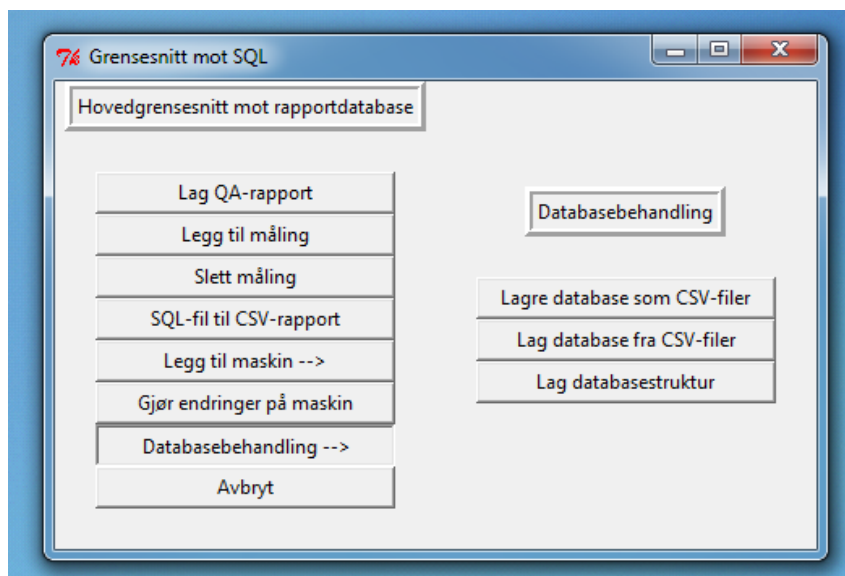 Grensesnitt mot SQL
Hovedgrensesnitt mot rapportdatabase
Lag QA-rapport
Legg til måling
Slett måling
SQL-fil til CSV-rapport
Legg til maskin -->
Gjør endringer på maskin
Databasebehandling -->
Avbryt
Databasebehandling
Lagre database som CSV-filer
Lag database fra CSV-filer
Lag databasestruktur